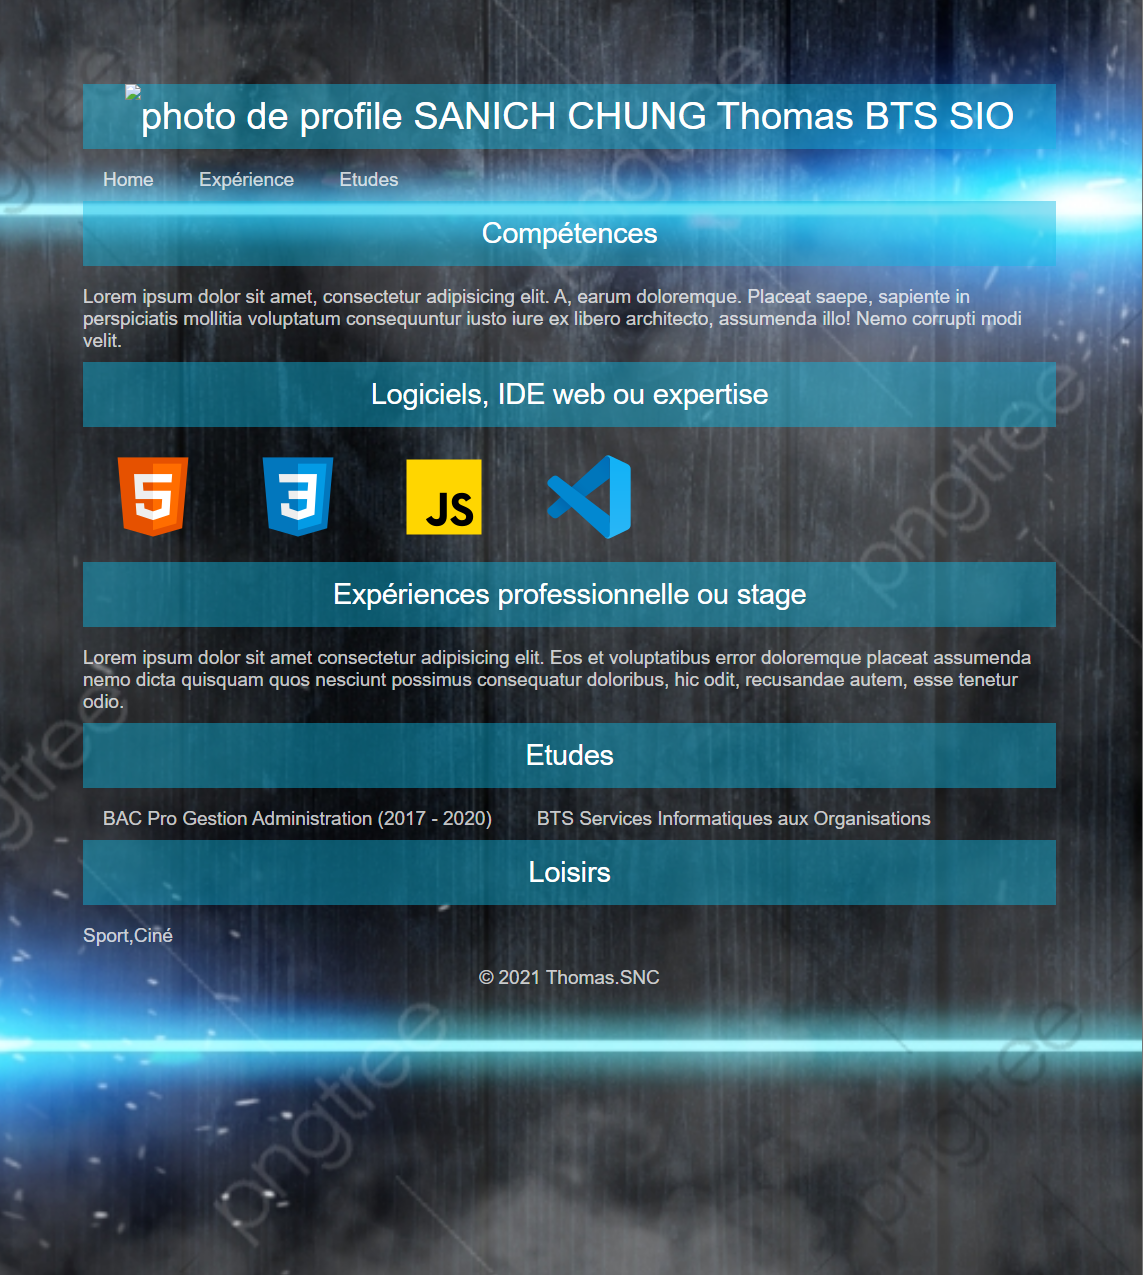 photo de profile SANICH CHUNG Thomas BTS SIO
Home Expérience Etudes
Compétences
Lorem ipsum dolor sit amet, consectetur adipisicing elit. A, earum doloremque. Placeat saepe, sapiente in
perspiciatis mollitia voluptatum consequuntur iusto iure ex libero architecto, assumenda illo! Nemo corrupti modi
velit.
Logiciels, IDE web ou expertise
5 3 JS
Expériences professionnelle ou stage
Lorem ipsum dolor sit amet consectetur adipisicing elit. Eos et voluptatibus error doloremque placeat assumenda
nemo dicta quisquam quos nesciunt possimus consequatur doloribus, hic odit, recusandae autem, esse tenetur
odio.
Etudes
BAC Pro Gestion Administration (2017 - 2020) BTS Services Informatiques aux Organisations
Loisirs
Sport,Ciné
© 2021 Thomas.SNC
pngtree
pngtree
pngtree
pngtree
pngtree
pngtree